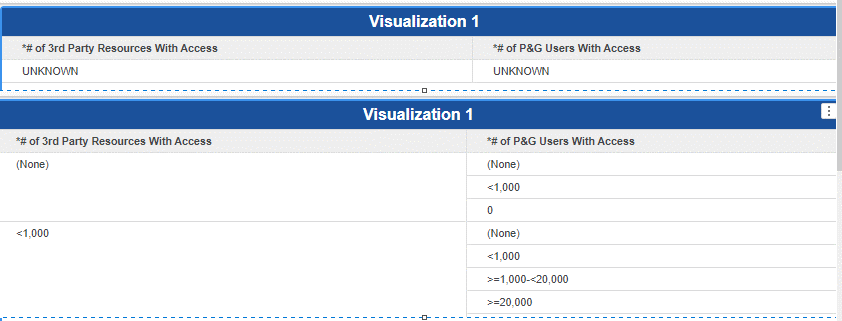 Visualization 1
*# of 3rd Party Resources With Access *# of P&G Users With Access
UNKNOWN UNKNOWN
Visualization 1
*# of 3rd Party Resources With Access *# of P&G Users With Access
(None) (None)
<1,000
0
<1,000 (None)
<1,000
>=1,000-<20,000
>=20,000